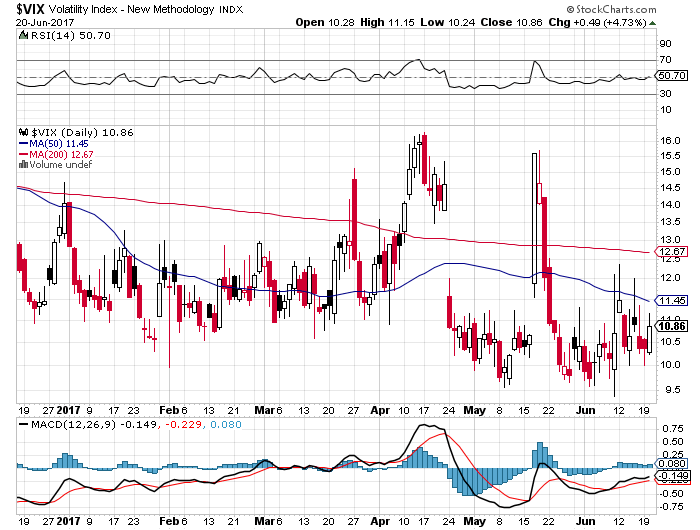 $VIX Volatility Index - New Methodology INDX © StockCharts.com
20-Jun-2017 Open 10.28 High 11.15 Low 10.24 Close 10.86 Chg +0.49 (+4.73%)
RSI(14) 50.70
90
70
50.70
30
10
$VIX (Daily) 10.86
MA(50) 11.45
MA(200) 12.67
Volume undef
16.0
15.5
15.0
14.5
14.0
13.5
13.0
12.67
12.5
12.0
11.45
11.0
10.86
10.5
10.0
9.5
19 27 2017 9 17 23 Feb 6 13 21 Mar 6 13 20 27 Apr 10 17 24 May 8 15 22 Jun 12 19
MACD(12,26,9) -0.149, -0.229, 0.080
0.75
0.50
0.25
0.080
-0.149
-0.50
-0.75
19 27 2017 9 17 23 Feb 6 13 21 Mar 6 13 20 27 Apr 10 17 24 May 8 15 22 Jun 12 19